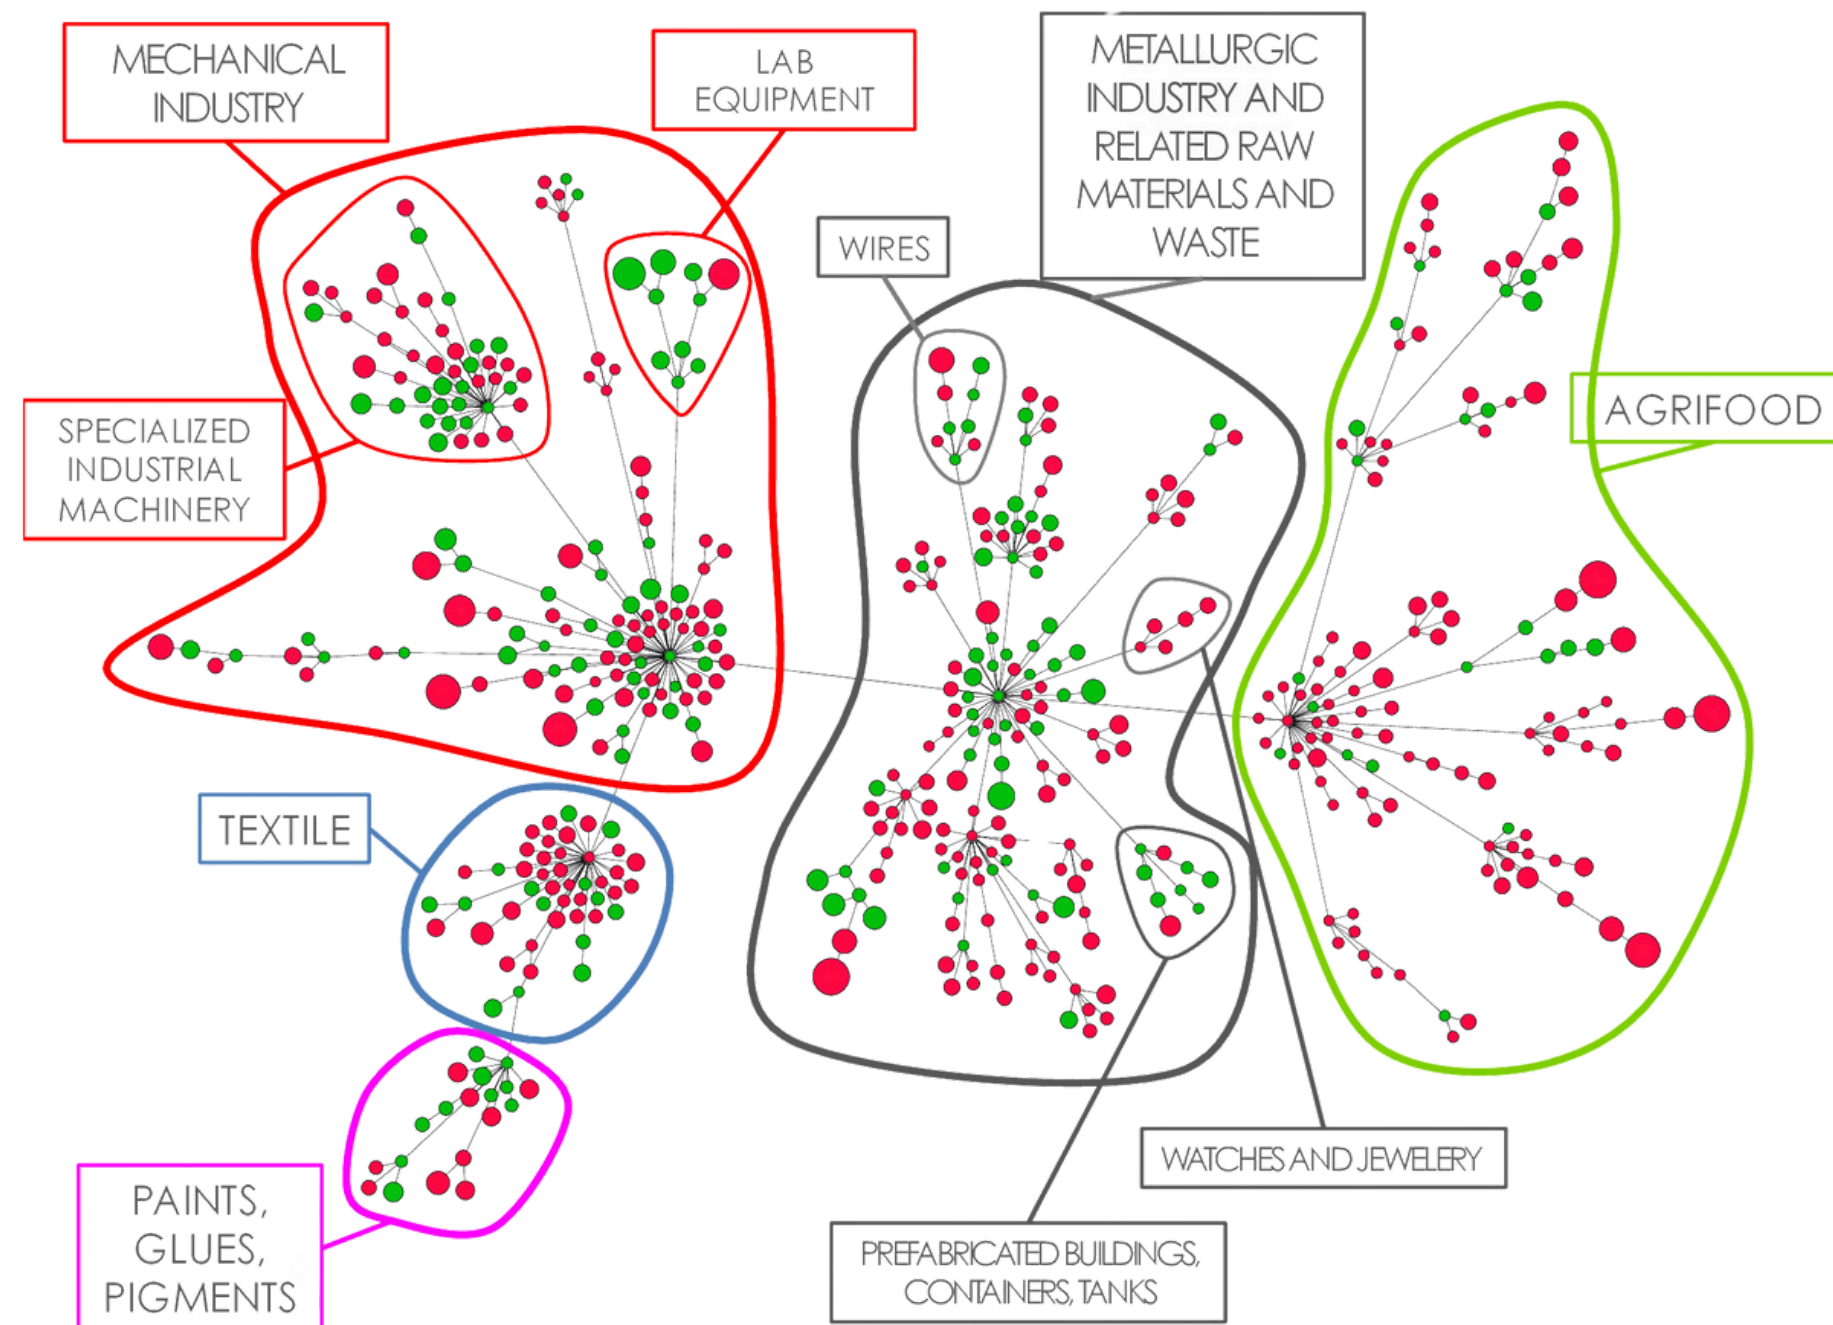 MECHANICAL
INDUSTRY
LAB
EQUIPMENT
METALLURGIC
INDUSTRY AND
RELATED RAW
MATERIALS AND
WASTE
WIRES
AGRIFOOD
SPECIALIZED
INDUSTRIAL
MACHINERY
TEXTILE
WATCHES AND JEWELERY
PAINTS,
GLUES,
PIGMENTS
PREFABRICATED BUILDINGS,
CONTAINERS, TANKS